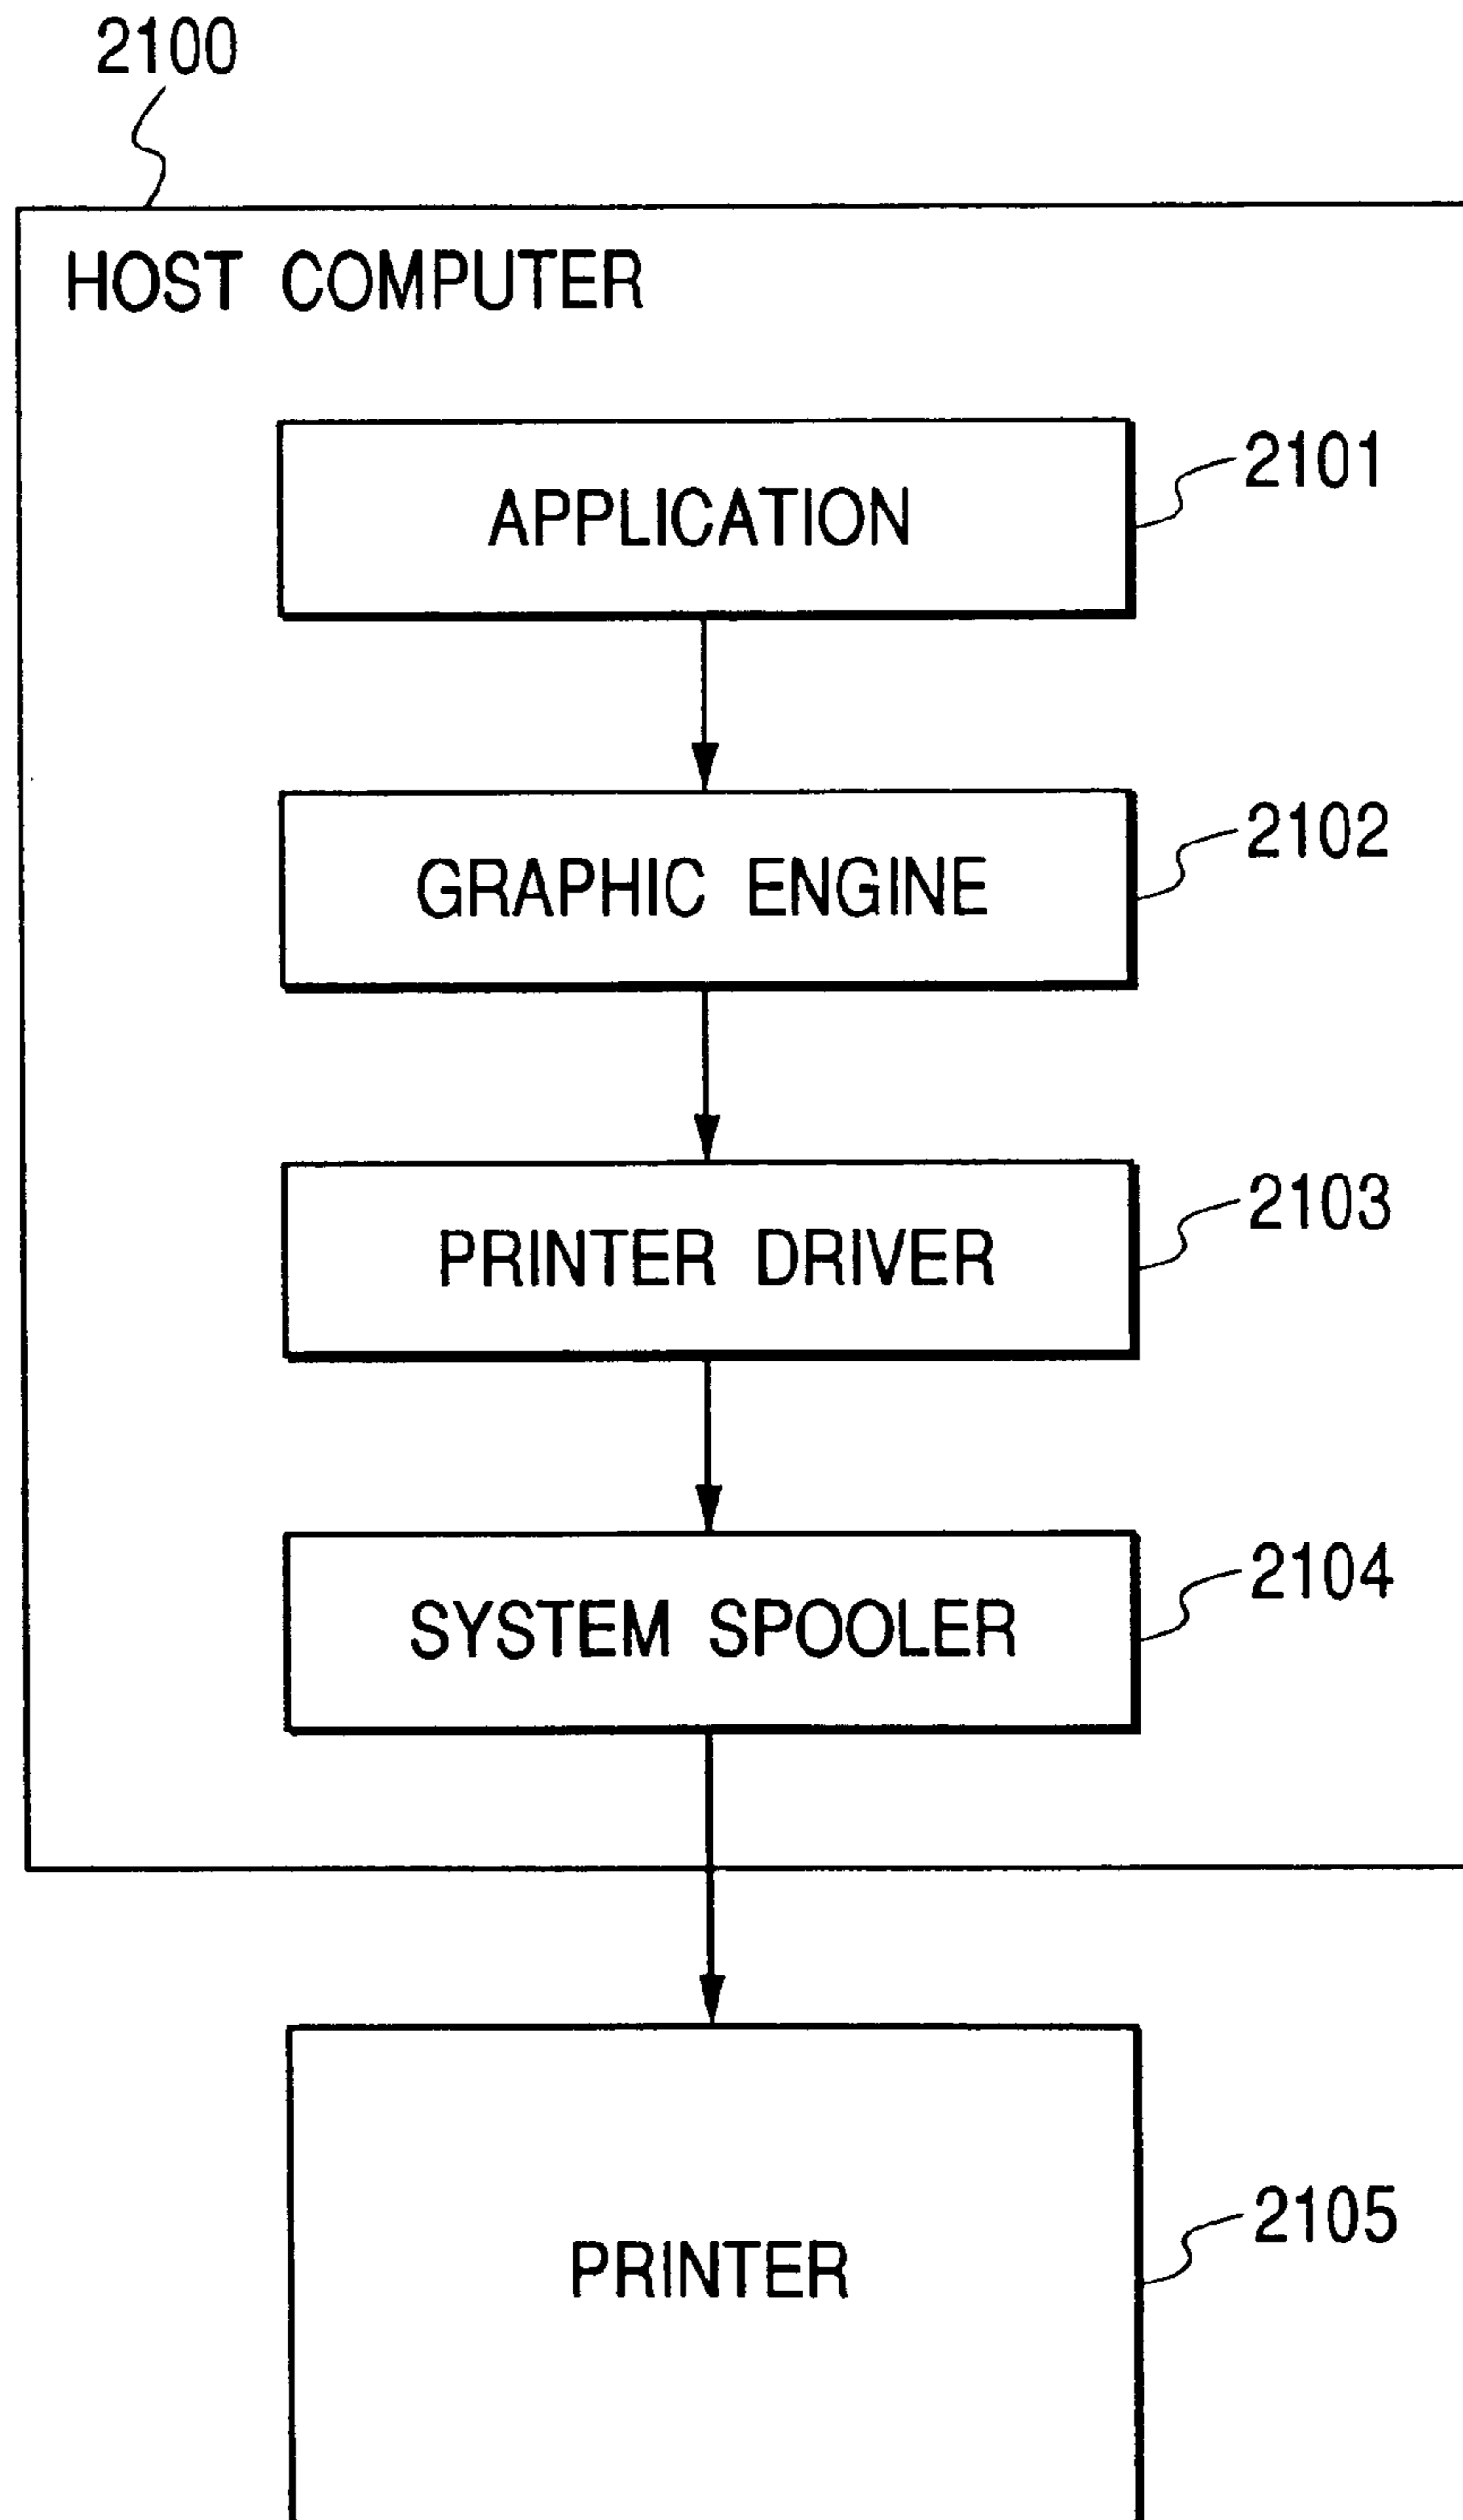 2100
HOST COMPUTER
APPLICATION
2101
GRAPHIC ENGINE
2102
PRINTER DRIVER
2103
SYSTEM SPOOLER
2104
PRINTER
2105